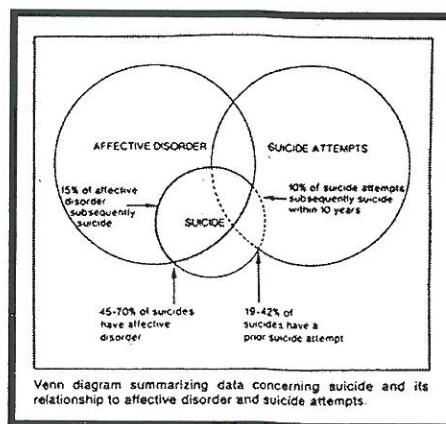 AFFECTIVE DISORDER
SUICIDE ATTEMPTS
15% of affective
disorder
subsequently
suicide
10% of suicide attempts
subsequently suicide
within 10 years
SUICIDE
45-70% of suicides
have affective
disorder
19-42% of
suicides have a
prior suicide attempt
Venn diagram summarizing data concerning suicide and its
relationship to affective disorder and suicide attempts.